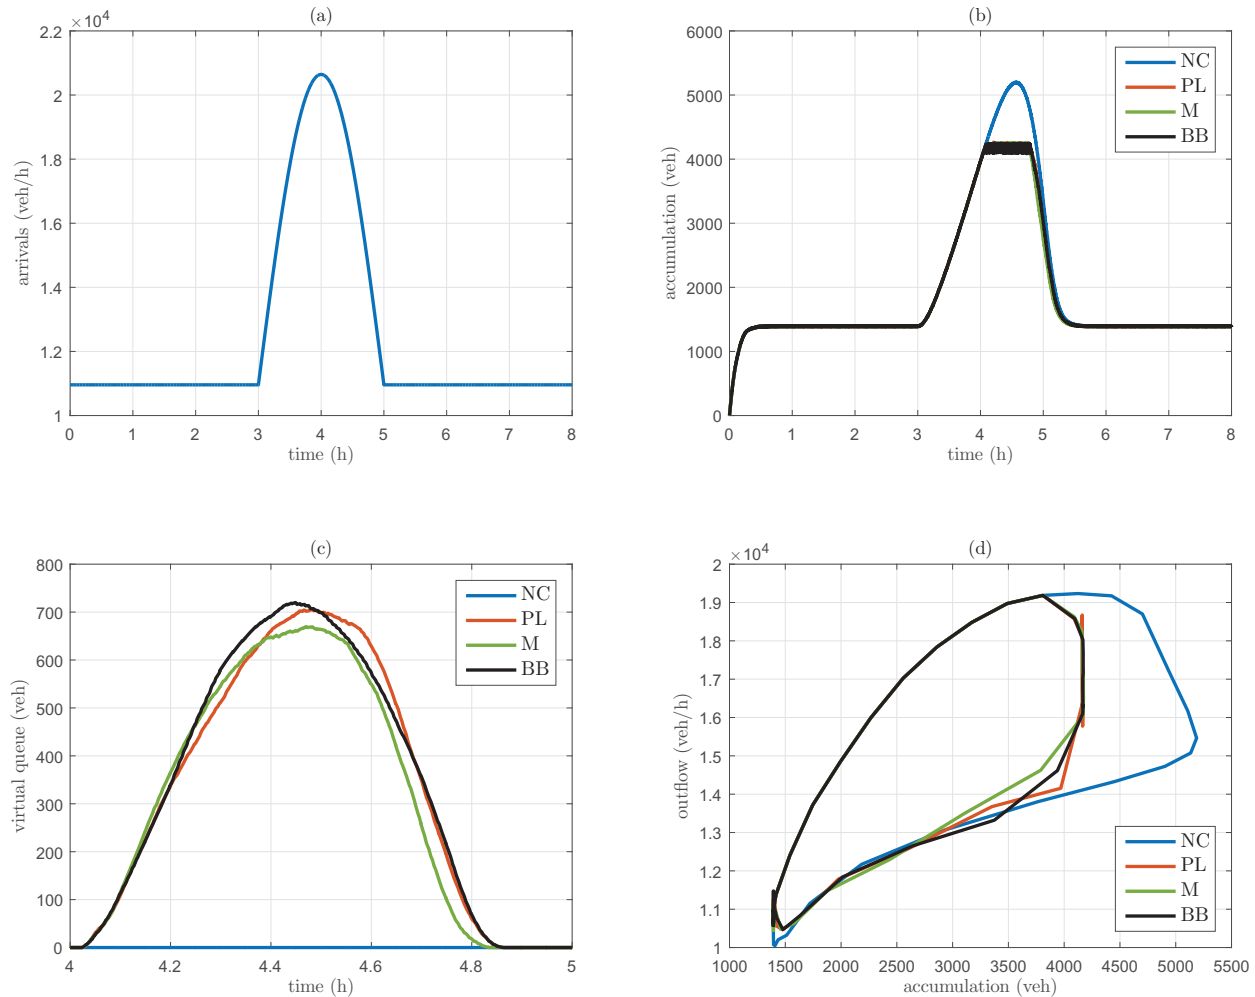 (a)
×10⁴
2.2
2
1.8
1.6
1.4
1.2
1
0 1 2 3 4 5 6 7 8
time (h)
arrivals (veh/h)
(b)
6000
5000
4000
3000
2000
1000
0
0 1 2 3 4 5 6 7 8
time (h)
accumulation (veh)
NC
PL
M
BB
(c)
800
700
600
500
400
300
200
100
0
4 4.2 4.4 4.6 4.8 5
time (h)
virtual queue (veh)
NC
PL
M
BB
(d)
×10⁴
2
1.9
1.8
1.7
1.6
1.5
1.4
1.3
1.2
1.1
1
1000 1500 2000 2500 3000 3500 4000 4500 5000 5500
accumulation (veh)
outflow (veh/h)
NC
PL
M
BB